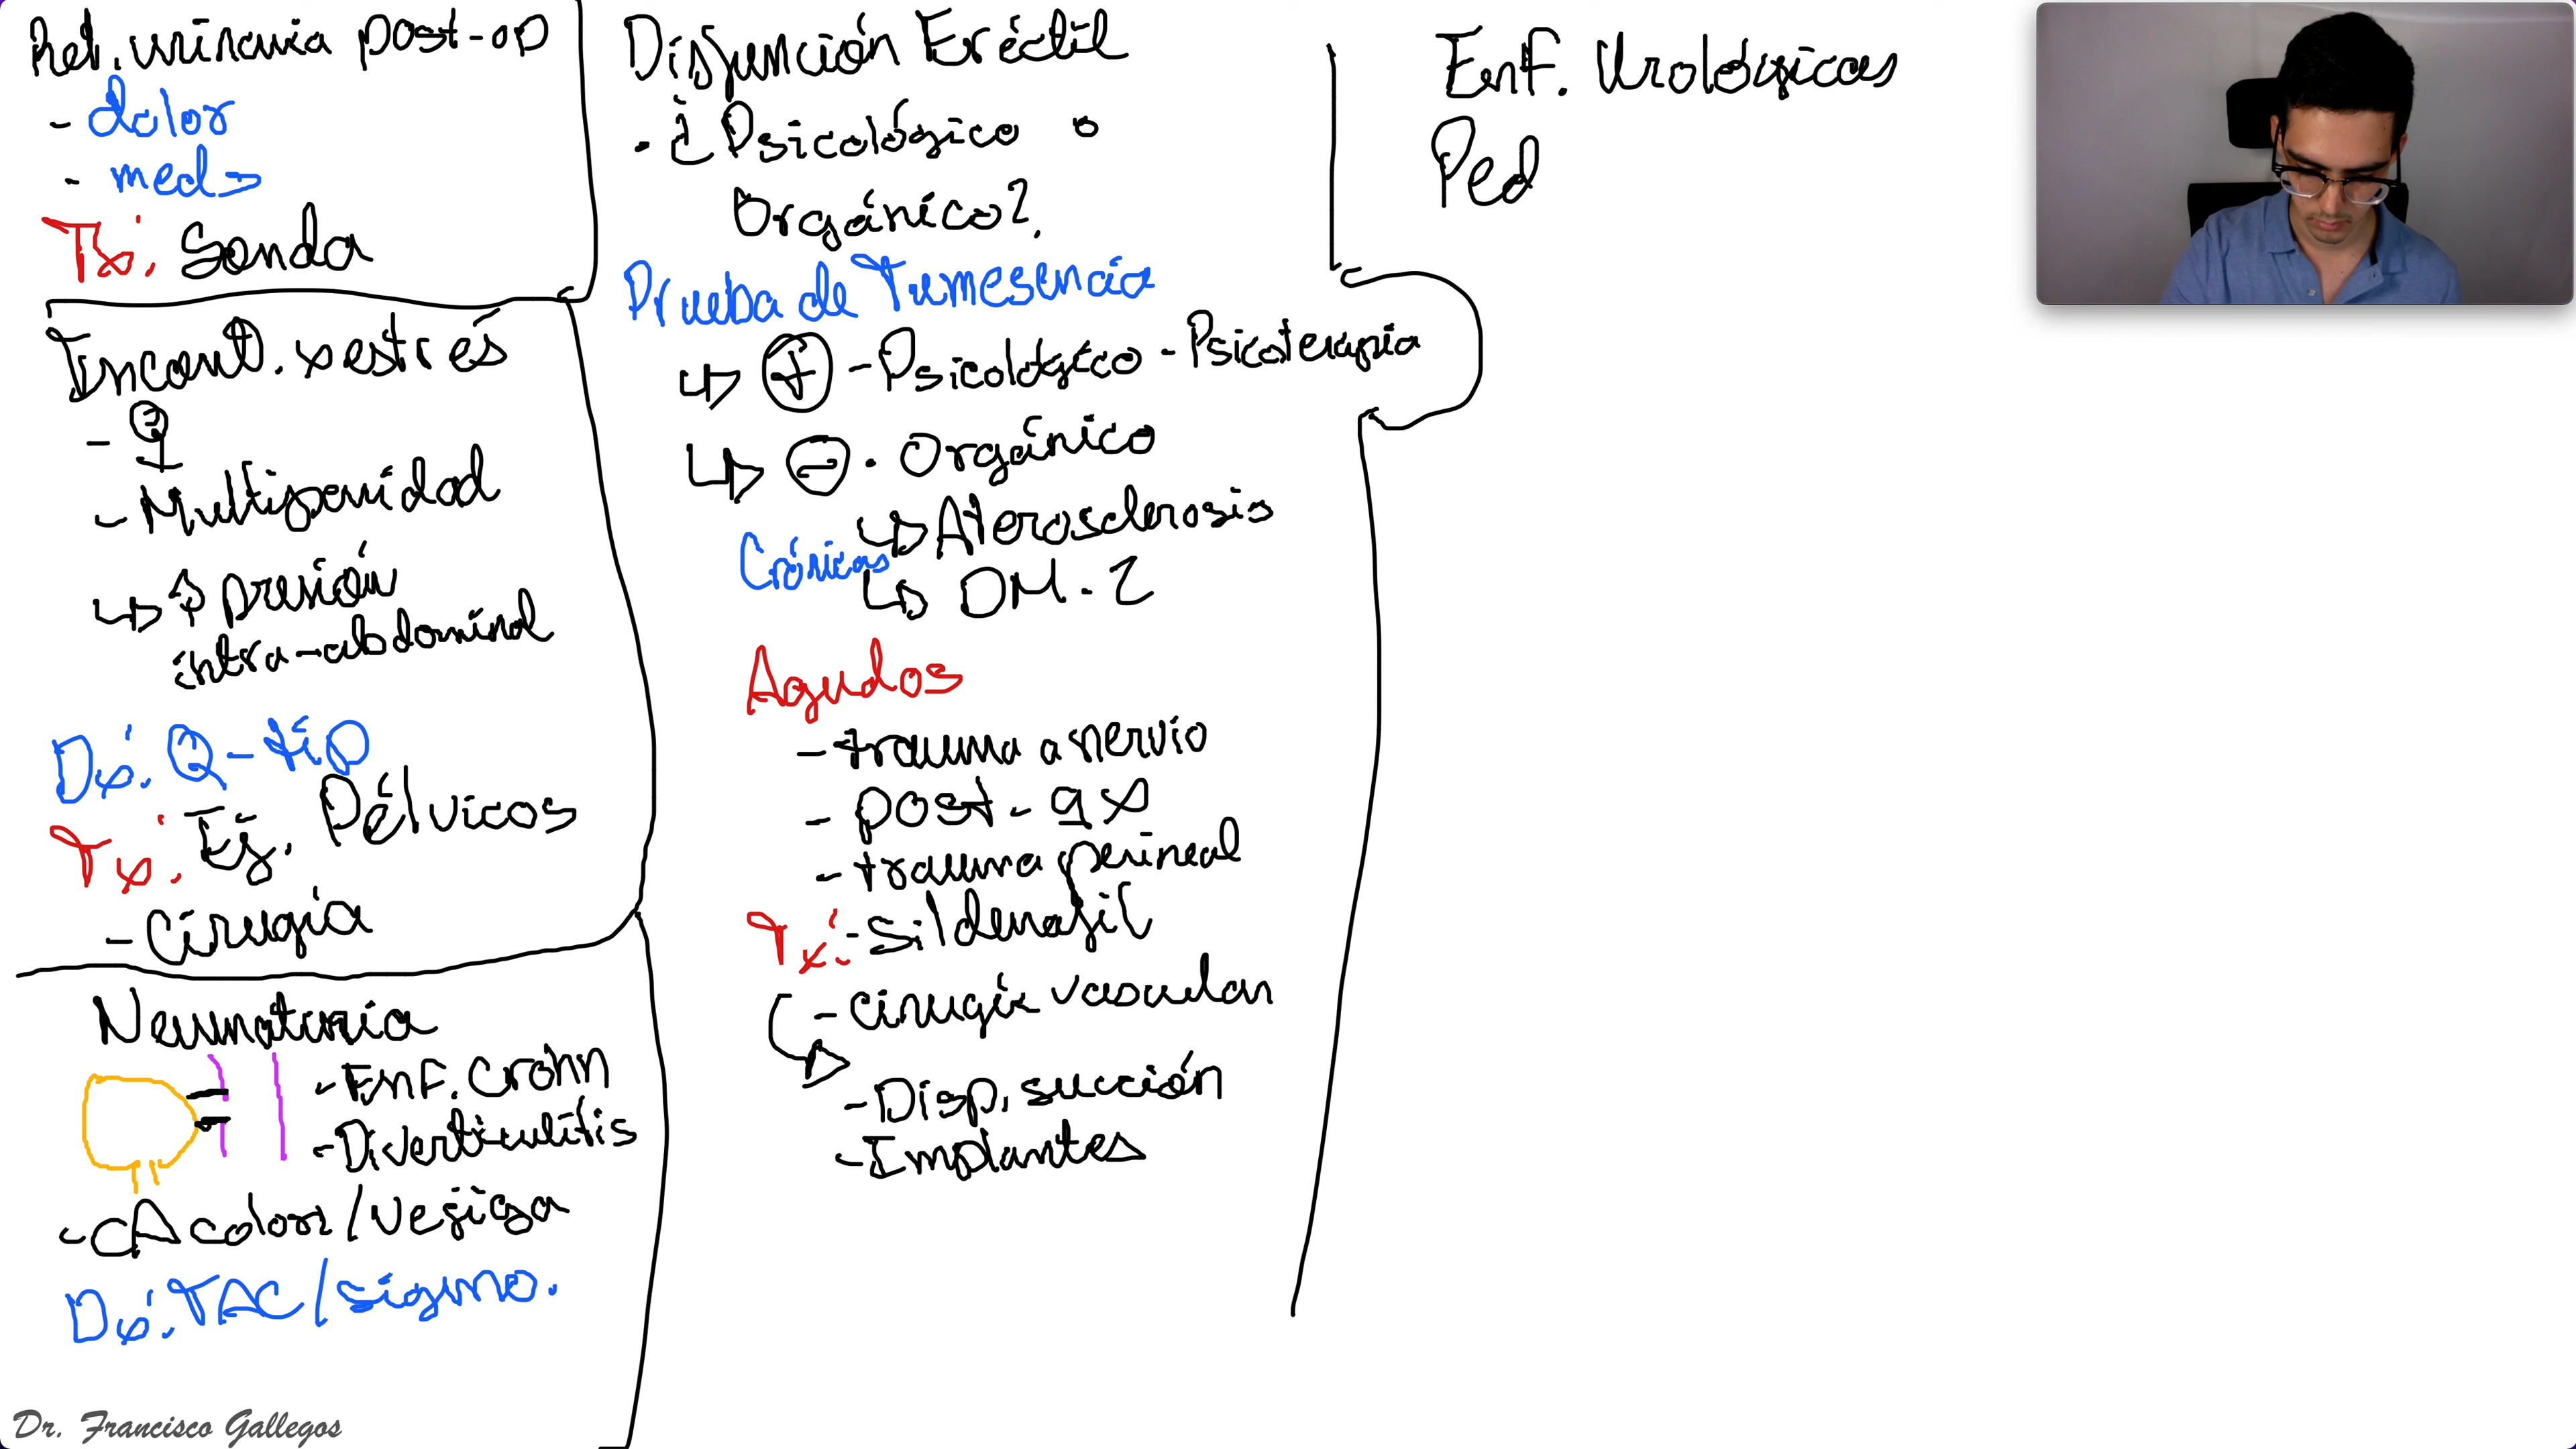 Ret. urinaria post-op
- dolor
- meds
Tx: Sonda
Incont. x estrés
- ♀
- Multiparidad
↳ ↑ presión
intra-abdominal
Dx: Q-tip
Tx: Ej. Pélvicos
- Cirugía
Neumaturia
- Enf. Crohn
- Diverticulitis
- CA colon/vejiga
Dx: TAC/sigmo.
Disfunción Eréctil
. ¿Psicológico o
Orgánico?
Prueba de Tumesencia
↳ ⊕ - Psicológico - Psicoterapia
↳ ⊖ . Orgánico
↳ Aterosclerosis
Crónicas
↳ DM-2
Agudos
- trauma a nervio
- post-qx
- trauma perineal
Tx: - Sildenafil
- cirugía vascular
- Disp. succión
- Implantes
Enf. Urológicas
Ped
Dr. Francisco Gallegos